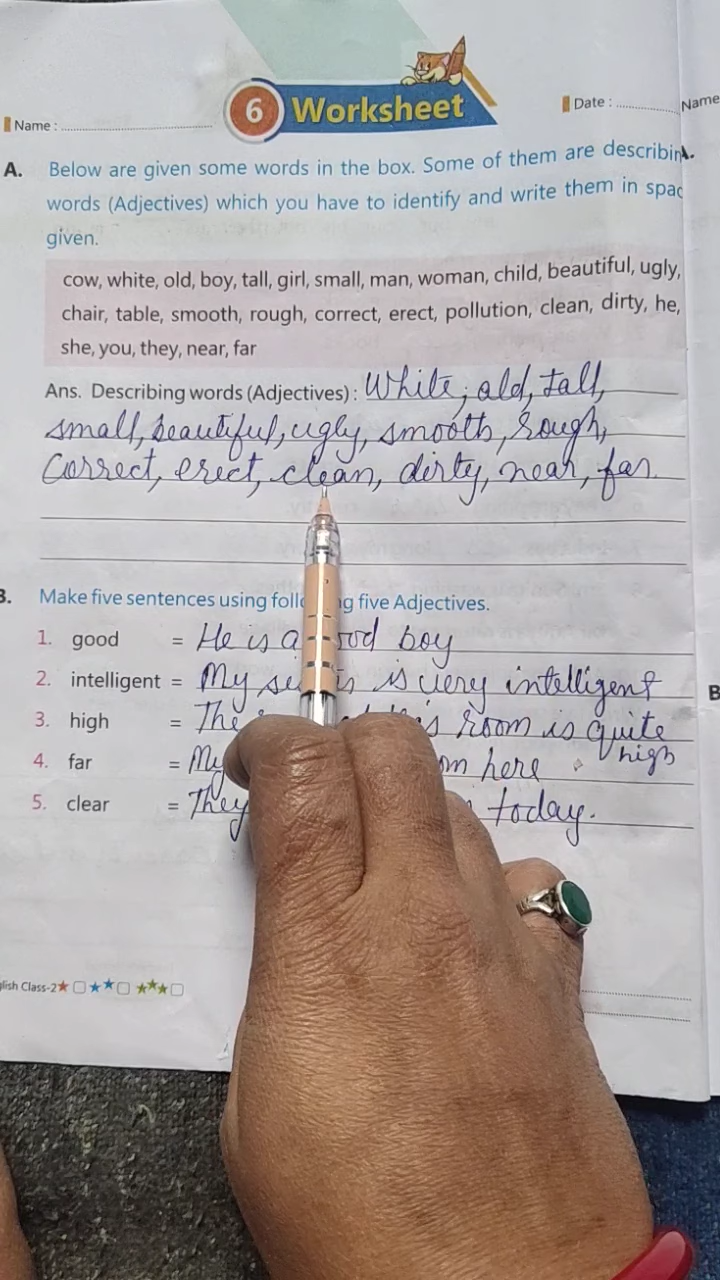 6 Worksheet
Name : Date : Name
A. Below are given some words in the box. Some of them are describin
words (Adjectives) which you have to identify and write them in spac
given.
cow, white, old, boy, tall, girl, small, man, woman, child, beautiful, ugly,
chair, table, smooth, rough, correct, erect, pollution, clean, dirty, he,
she, you, they, near, far
Ans. Describing words (Adjectives) : White, old, tall,
small, beautiful, ugly, smooth, rough,
Correct, erect, clean, dirty, near, far.
B. Make five sentences using g five Adjectives.
1. good = He is a boy
2. intelligent = My is very intelligent
3. high = The room is quite
high
4. far = My here
5. clear = They today.
B
lish Class-2